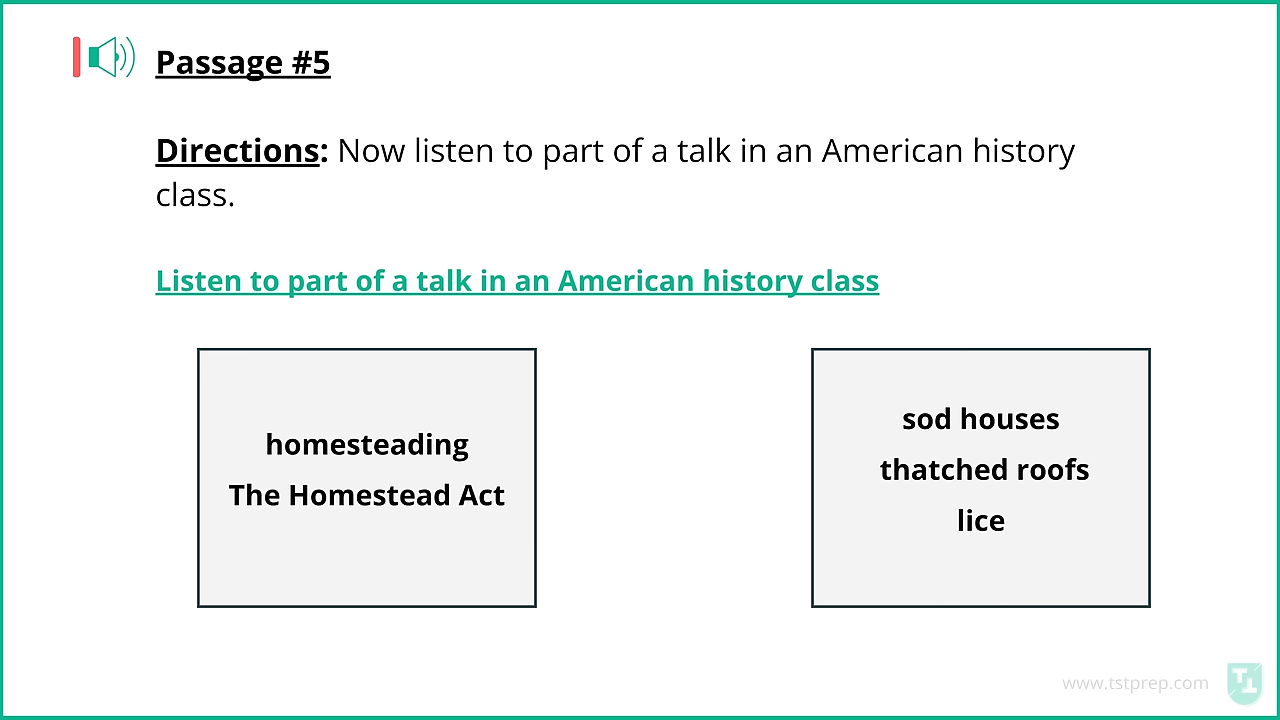 Passage #5
Directions: Now listen to part of a talk in an American history
class.
Listen to part of a talk in an American history class
homesteading
The Homestead Act
sod houses
thatched roofs
lice
www.tstprep.com